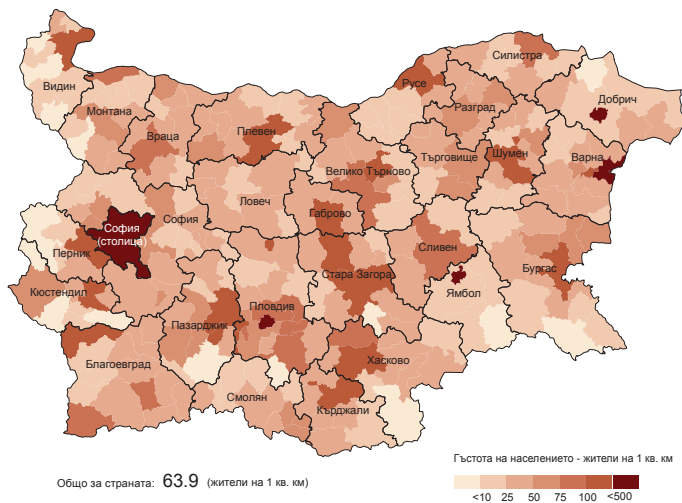 Силистра
Видин
Русе
Добрич
Монтана
Разград
Враца
Плевен
Шумен
Варна
Търговище
Велико Търново
Ловеч
Габрово
София
София
(столица)
Перник
Сливен
Бургас
Стара Загора
Кюстендил
Ямбол
Пловдив
Пазарджик
Хасково
Благоевград
Смолян
Кърджали
Гъстота на населението - жители на 1 кв. км
Общо за страната: 63.9 (жители на 1 кв. км)
<10 25 50 75 100 <500